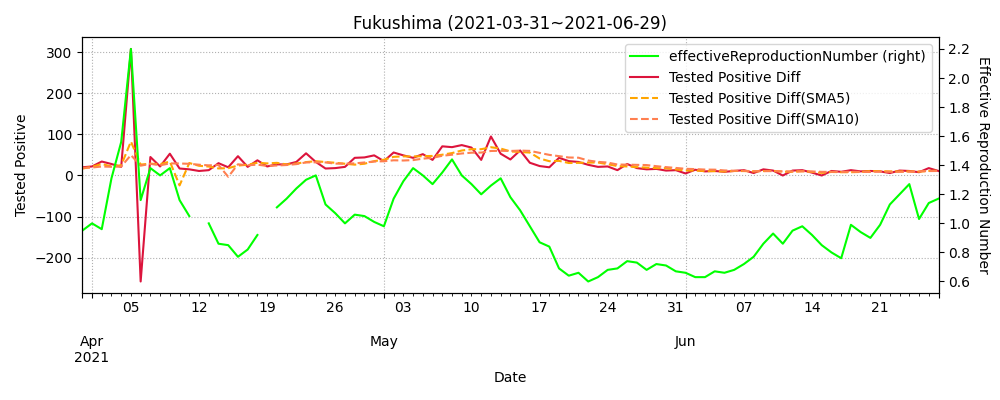 Fukushima (2021-03-31~2021-06-29)
effectiveReproductionNumber (right)
Tested Positive Diff
Tested Positive Diff(SMA5)
Tested Positive Diff(SMA10)
Tested Positive
300
200
100
0
−100
−200
2.2
2.0
1.8
1.6
1.4
1.2
1.0
0.8
0.6
Effective Reproduction Number
05 12 19 26 03 10 17 24 31 07 14 21
Apr May Jun
2021
Date